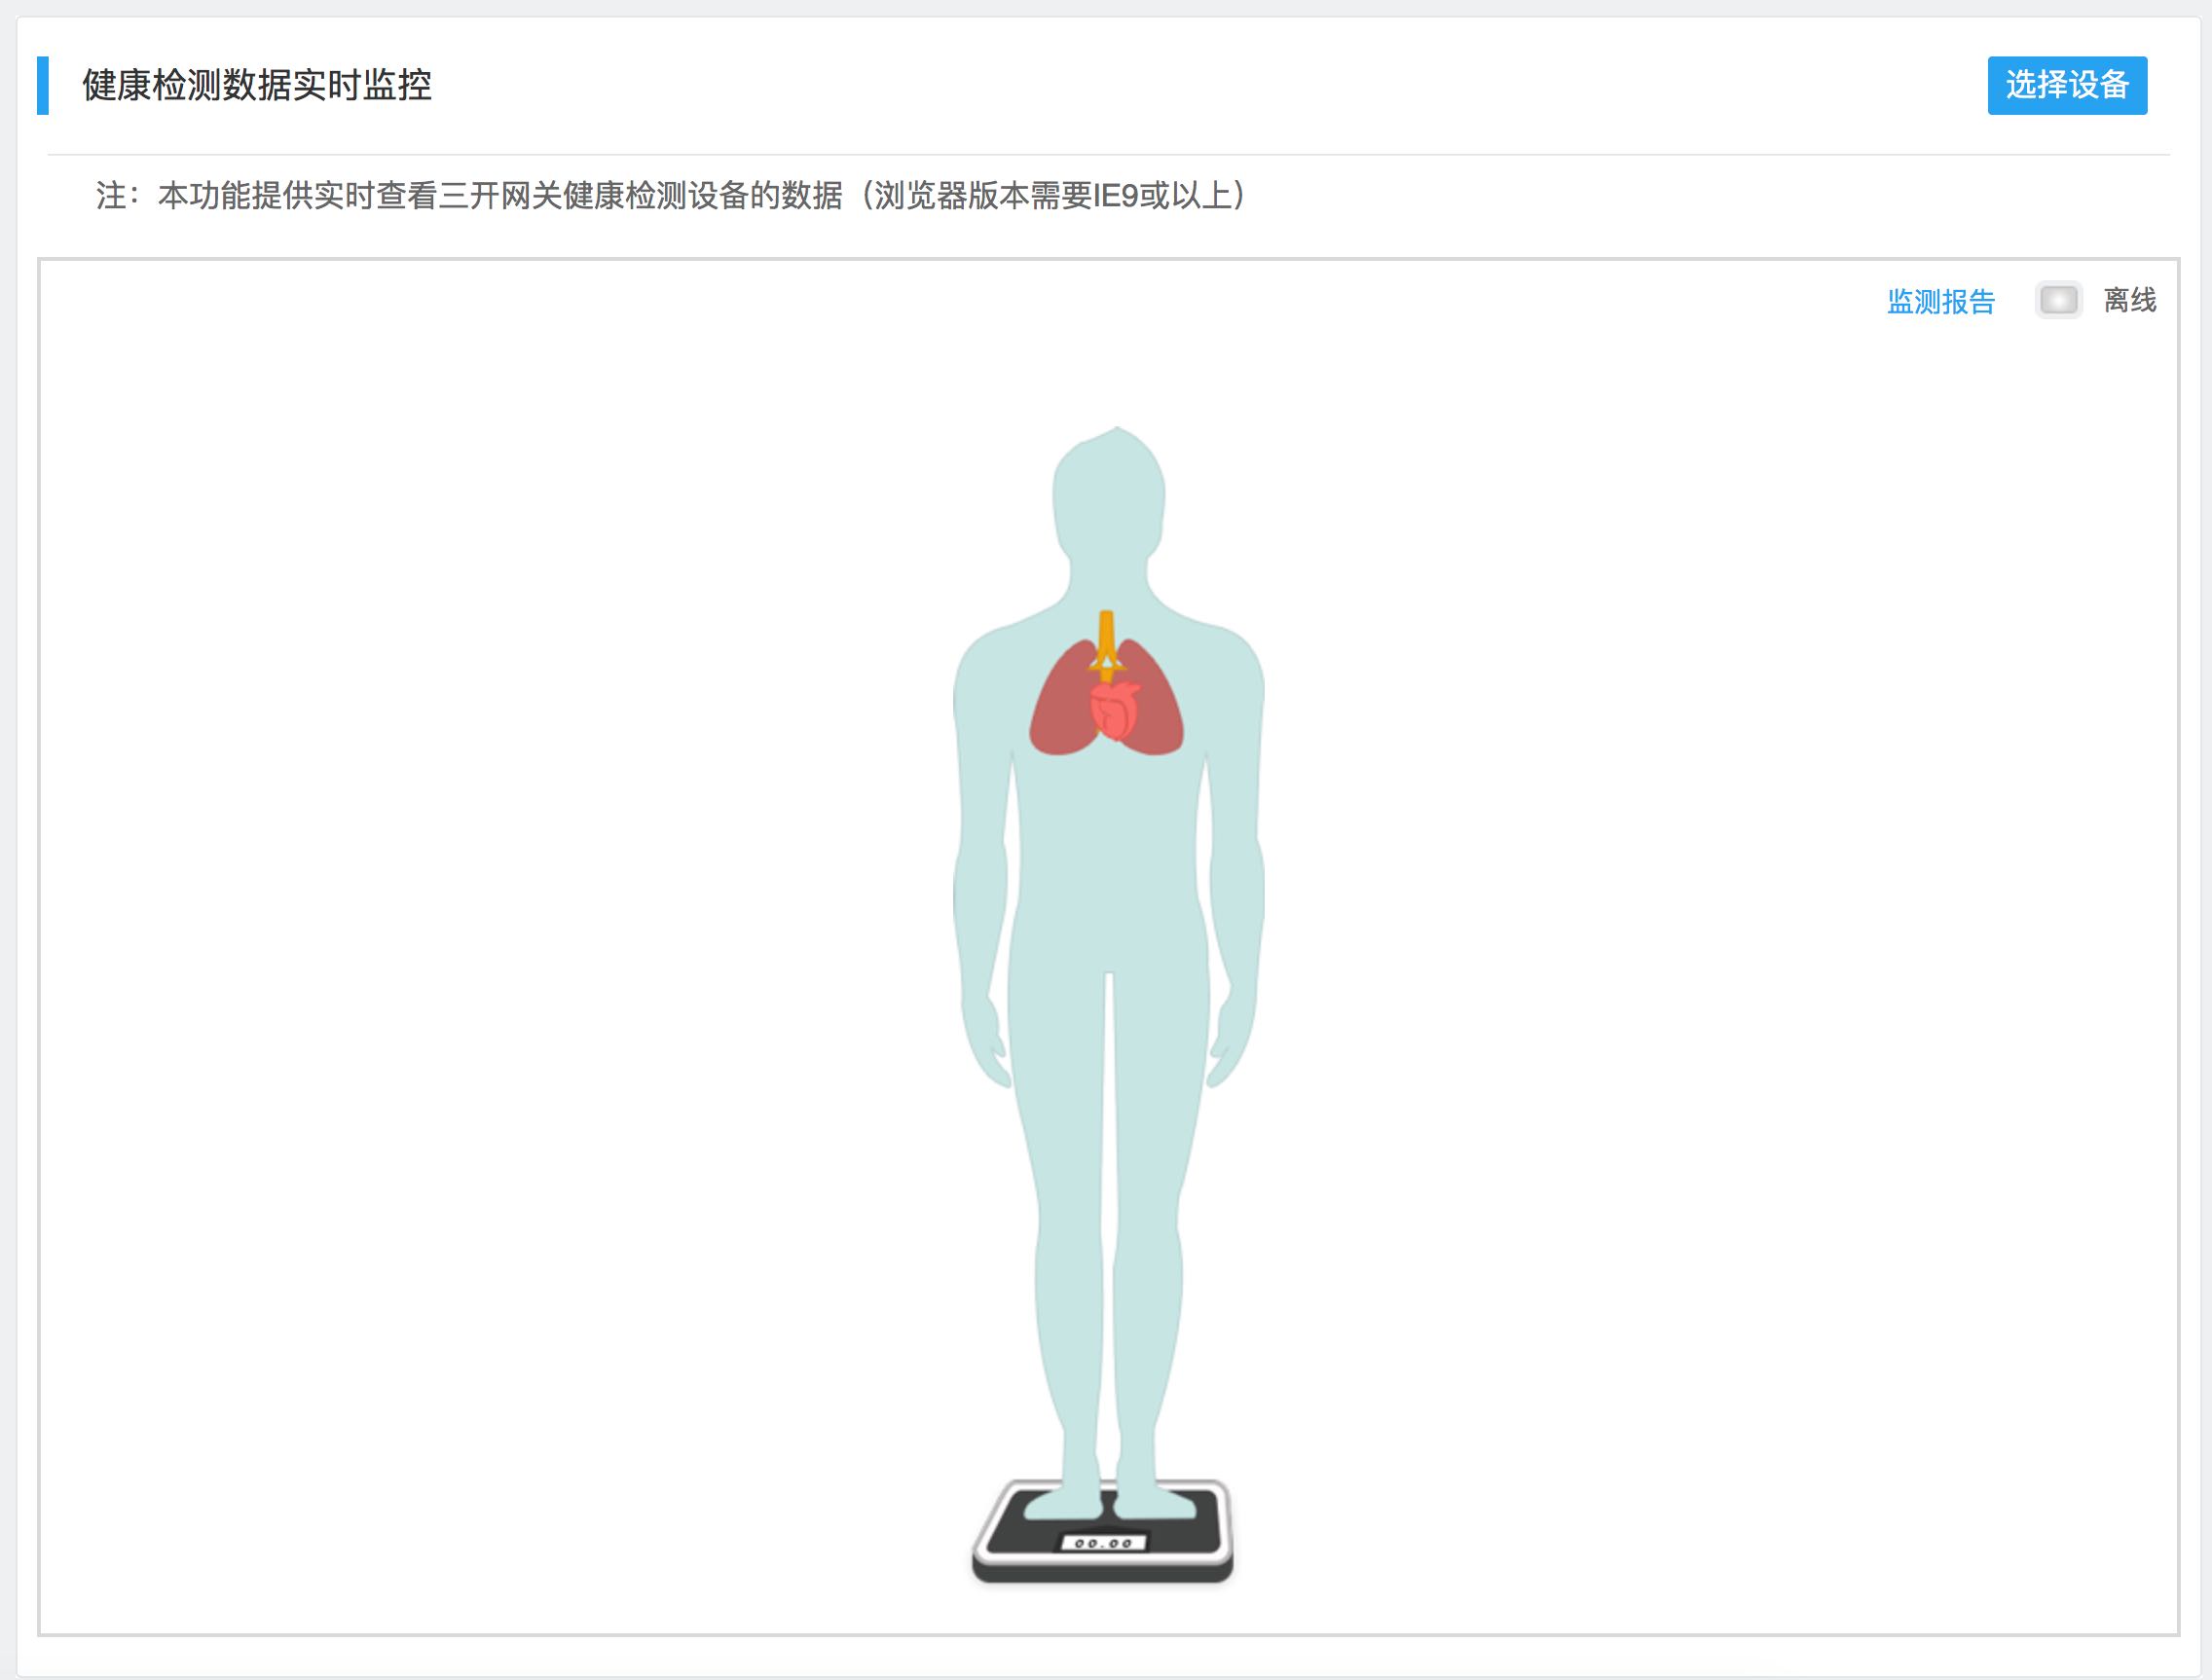 健康检测数据实时监控
选择设备
注：本功能提供实时查看三开网关健康检测设备的数据（浏览器版本需要IE9或以上）
监测报告
离线
00.00